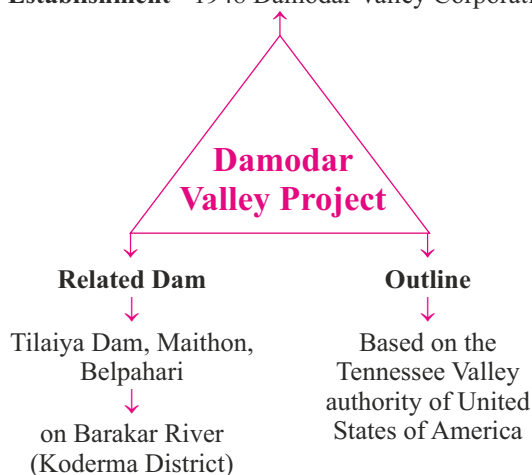 Establishment - 1948 Damodar Valley
Damodar
Valley Project
Related Dam
Tilaiya Dam, Maithon,
Belpahari
on Barakar River
(Koderma District)
Outline
Based on the
Tennessee Valley
authority of United
States of America